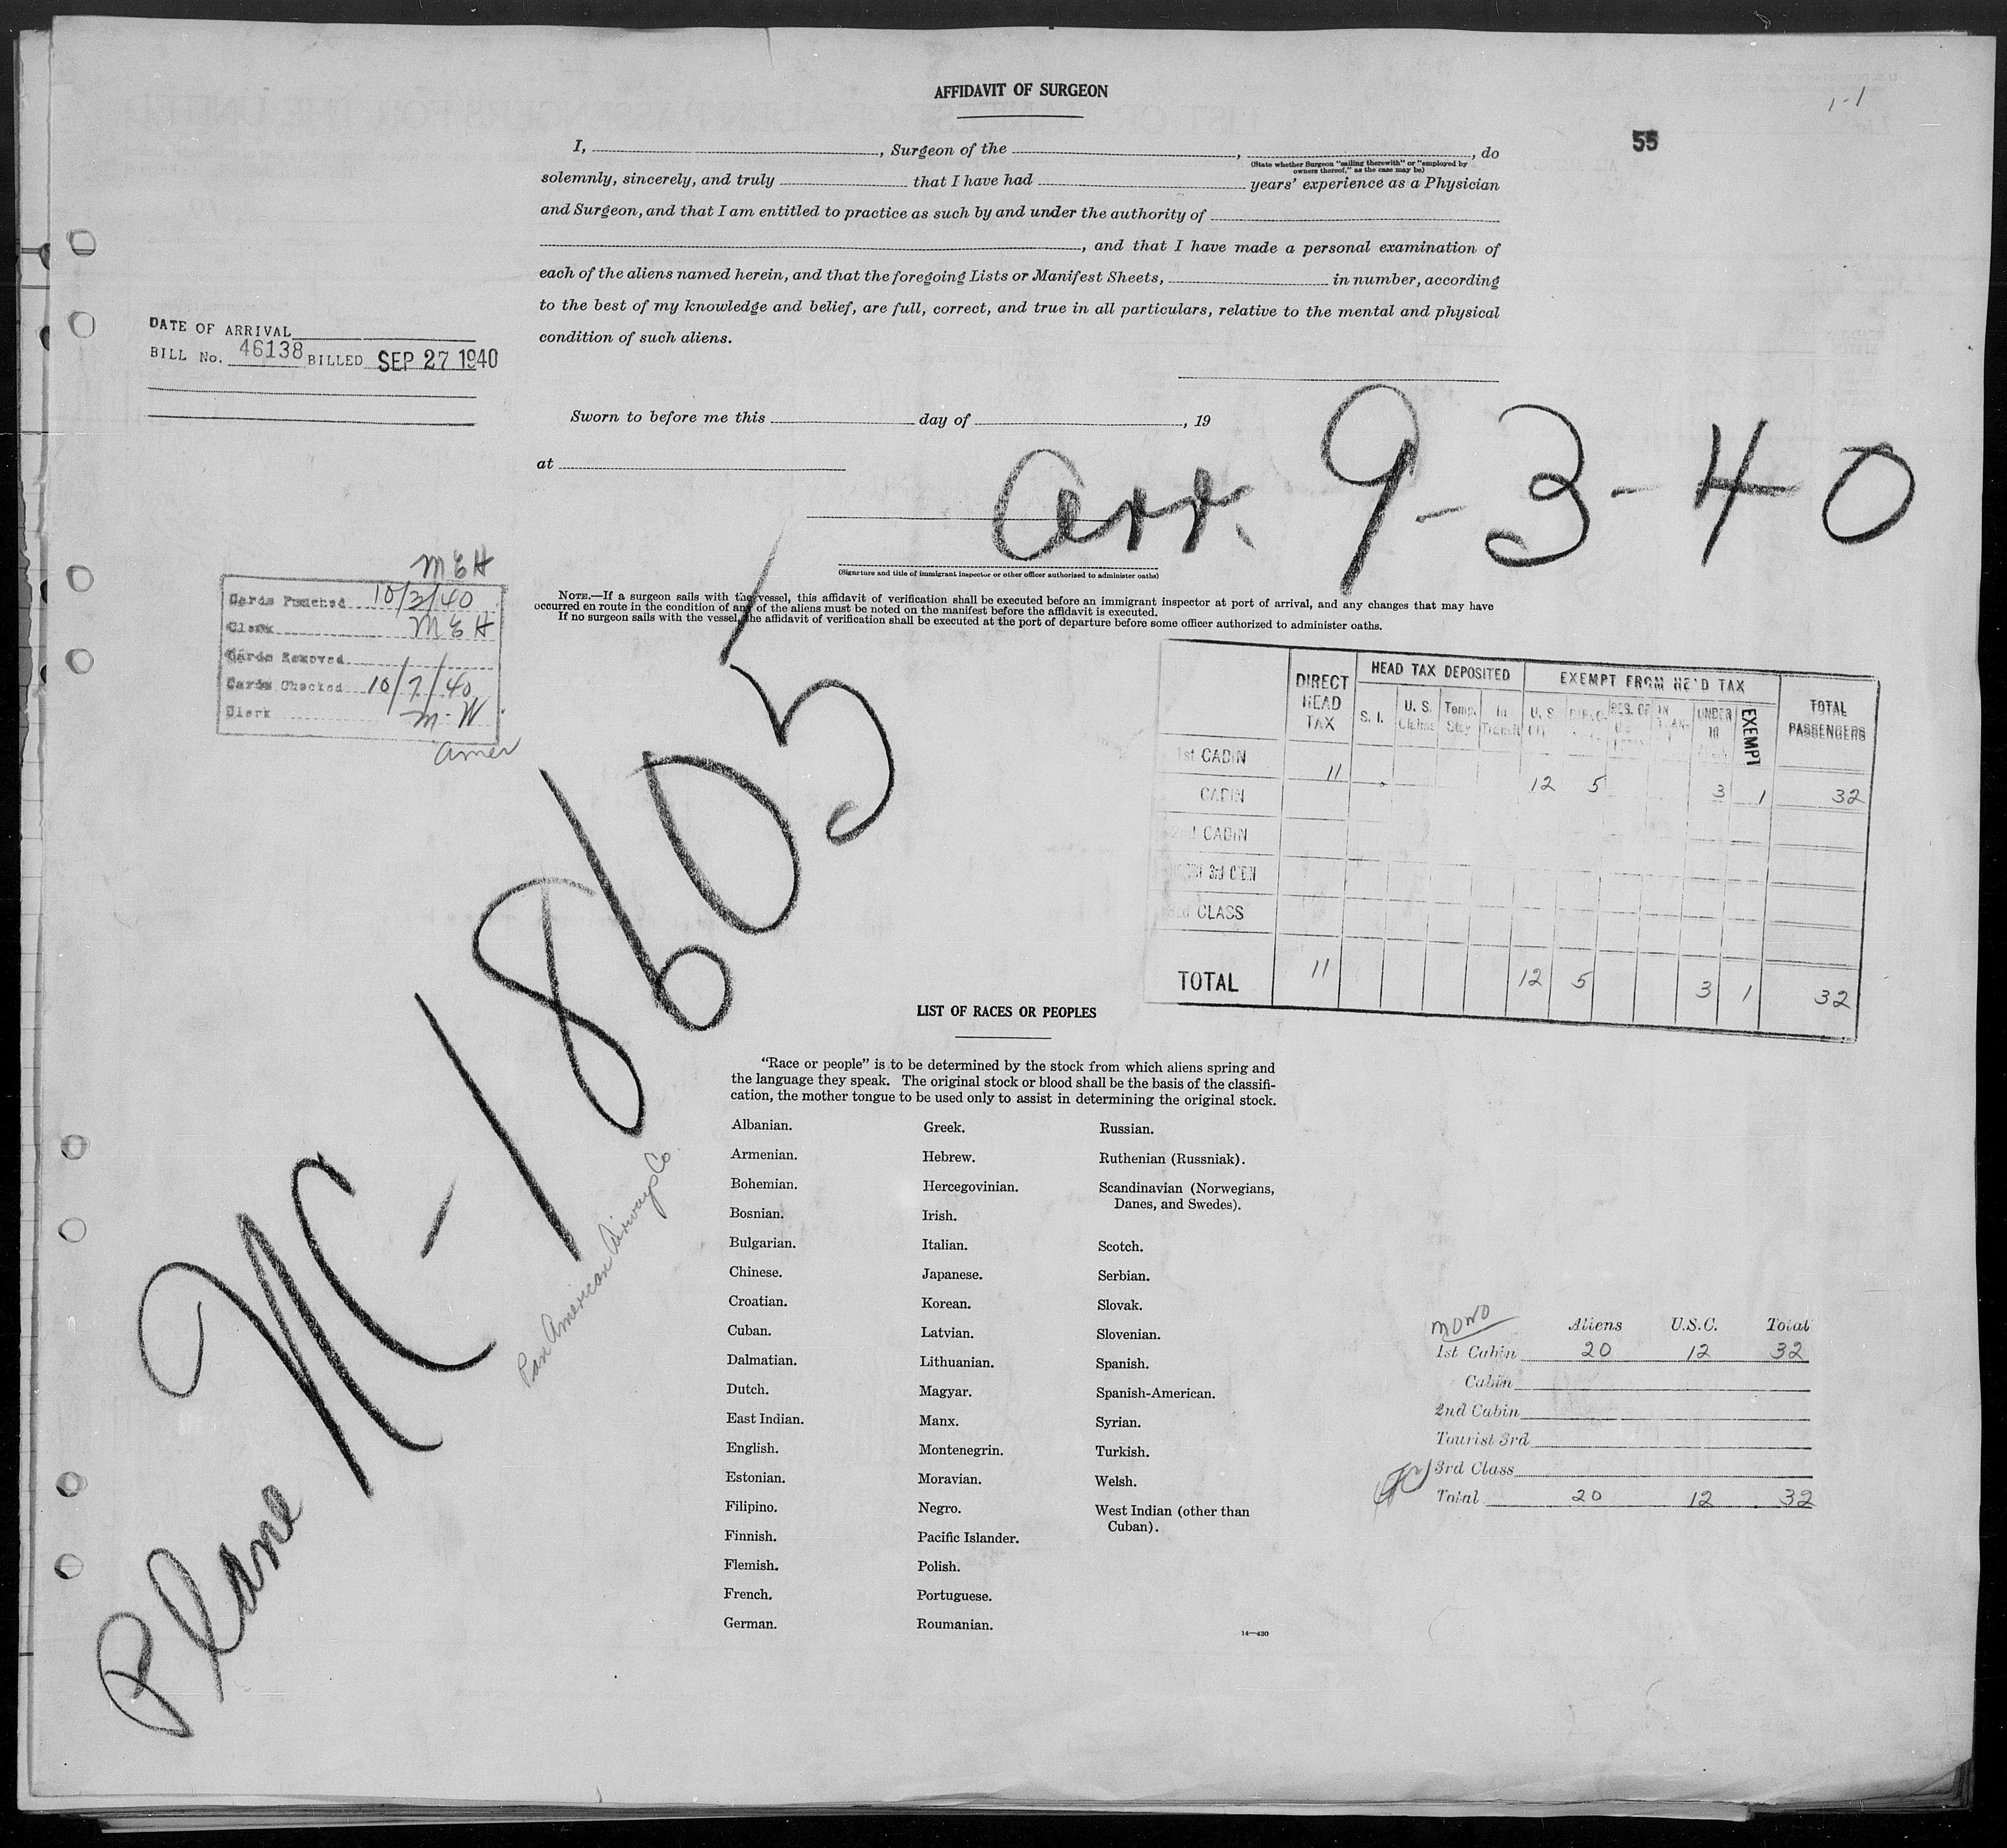 AFFIDAVIT OF SURGEON
1-1
55
I, , Surgeon of the , , do
(State whether Surgeon "sailing therewith" or "employed by
owners thereof," as the case may be)
solemnly, sincerely, and truly that I have had years' experience as a Physician
and Surgeon, and that I am entitled to practice as such by and under the authority of
, and that I have made a personal examination of
each of the aliens named herein, and that the foregoing Lists or Manifest Sheets, in number, according
to the best of my knowledge and belief, are full, correct, and true in all particulars, relative to the mental and physical
condition of such aliens.
DATE OF ARRIVAL
BILL No. 46138 BILLED SEP 27 1940
Sworn to before me this day of , 19
at
Arr. 9-3-40
(Signature and title of immigrant inspector or other officer authorized to administer oaths)
NOTE.—If a surgeon sails with the vessel, this affidavit of verification shall be executed before an immigrant inspector at port of arrival, and any changes that may have
occurred en route in the condition of any of the aliens must be noted on the manifest before the affidavit is executed.
If no surgeon sails with the vessel, the affidavit of verification shall be executed at the port of departure before some officer authorized to administer oaths.
MEH
Cards Punched 10/2/40
Clerk MEH
Cards Removed
Cards Checked 10/7/40
Clerk M-W
Amer
DIRECT HEAD TAX
HEAD TAX DEPOSITED
EXEMPT FROM HE'D TAX
TOTAL PASSENGERS
S. I. U. S. Claims Temp. Stay In Transit U. S. UNDER EXEMPT
1st CABIN 11 12 5 3 1 32
CABIN
2nd CABIN
3rd CLASS
TOTAL 11 12 5 3 1 32
Plane NC-18605
Pan American Airways Co.
LIST OF RACES OR PEOPLES
"Race or people" is to be determined by the stock from which aliens spring and
the language they speak. The original stock or blood shall be the basis of the classifi-
cation, the mother tongue to be used only to assist in determining the original stock.
Albanian.
Armenian.
Bohemian.
Bosnian.
Bulgarian.
Chinese.
Croatian.
Cuban.
Dalmatian.
Dutch.
East Indian.
English.
Estonian.
Filipino.
Finnish.
Flemish.
French.
German.
Greek.
Hebrew.
Hercegovinian.
Irish.
Italian.
Japanese.
Korean.
Latvian.
Lithuanian.
Magyar.
Manx.
Montenegrin.
Moravian.
Negro.
Pacific Islander.
Polish.
Portuguese.
Roumanian.
Russian.
Ruthenian (Russniak).
Scandinavian (Norwegians,
Danes, and Swedes).
Scotch.
Serbian.
Slovak.
Slovenian.
Spanish.
Spanish-American.
Syrian.
Turkish.
Welsh.
West Indian (other than
Cuban).
14—430
Aliens U.S.C. Total
1st Cabin 20 12 32
Cabin
2nd Cabin
Tourist 3rd
3rd Class
Total 20 12 32